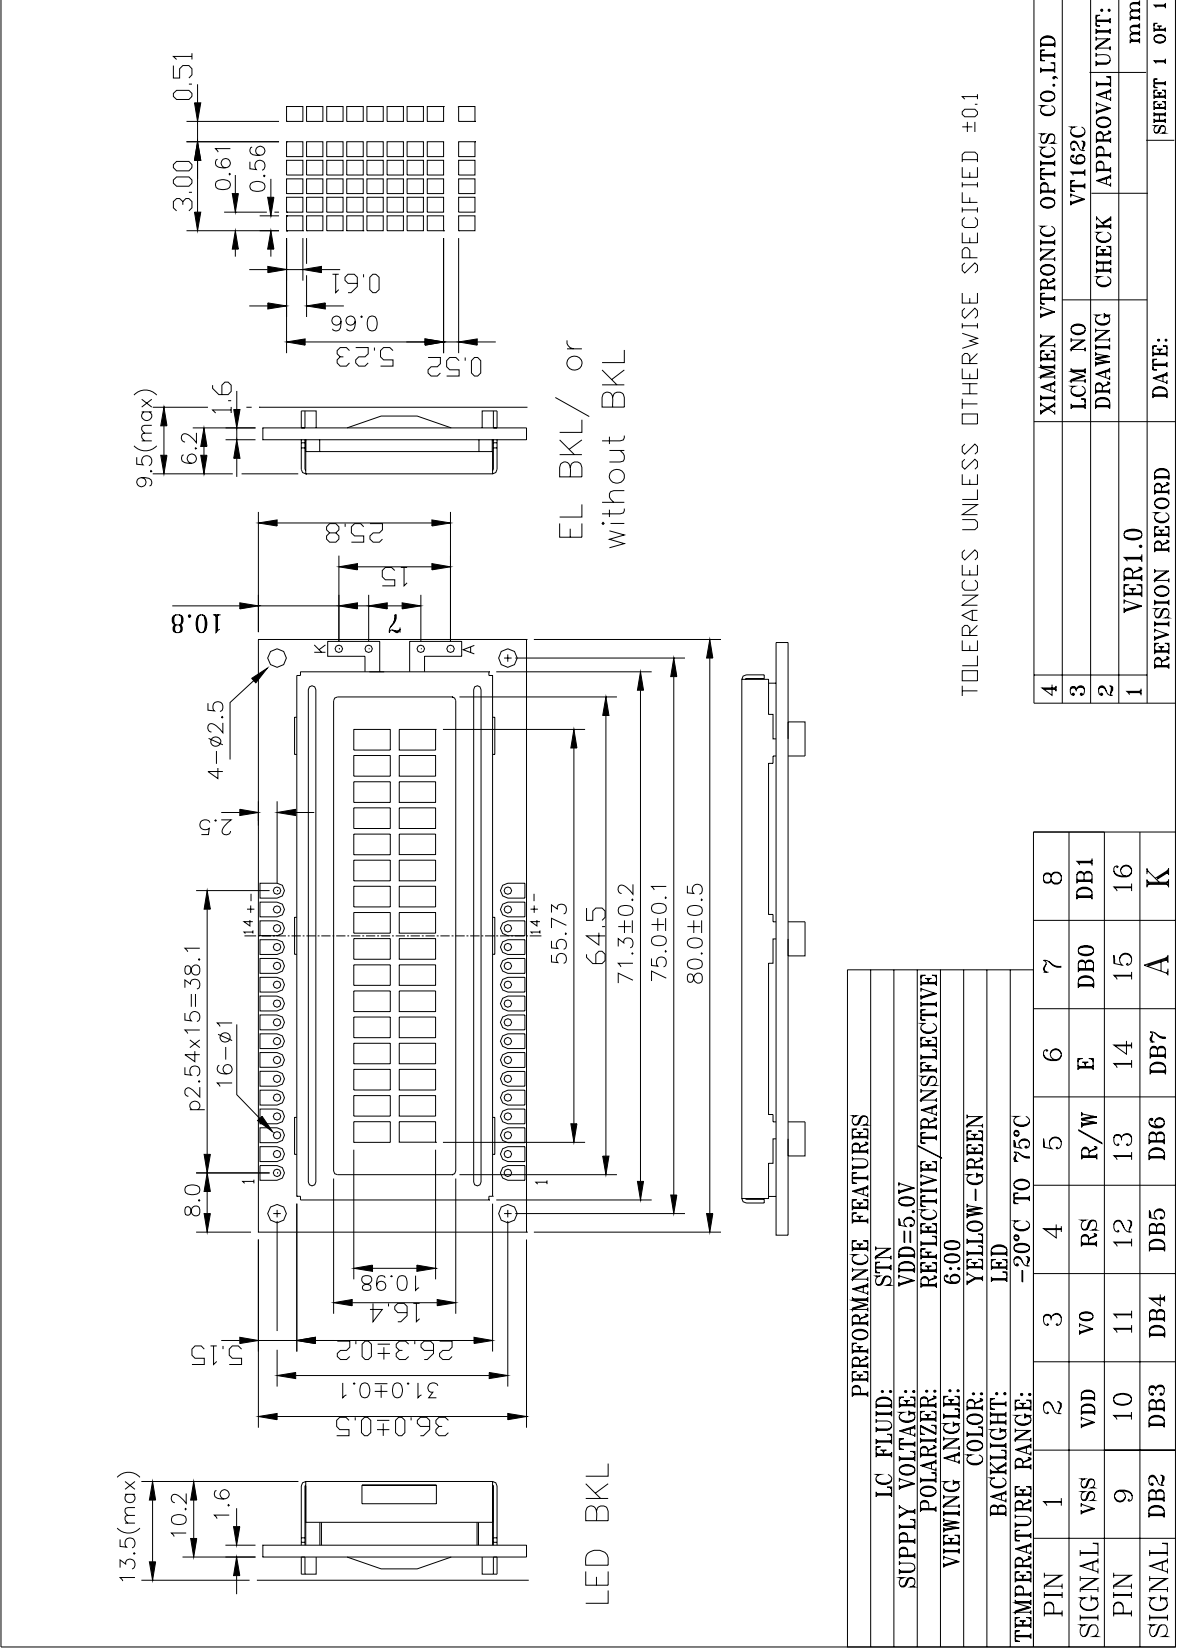 LED BKL
13.5(max)
10.2
1.6
36.0±0.5
31.0±0.1
26.3±0.2
5.15
16.4
10.98
8.0
p2.54x15=38.1
16-ø1
2.5
4-ø2.5
10.8
7
15
25.8
K
A
1
14 + -
1
14 + -
55.73
64.5
71.3±0.2
75.0±0.1
80.0±0.5
9.5(max)
6.2
1.6
EL BKL/ or
without BKL
3.00
0.51
0.61
0.56
0.61
0.66
5.23
0.52
TOLERANCES UNLESS OTHERWISE SPECIFIED ±0.1
PERFORMANCE FEATURES
LC FLUID: STN
SUPPLY VOLTAGE: VDD=5.0V
POLARIZER: REFLECTIVE/TRANSFLECTIVE
VIEWING ANGLE: 6:00
COLOR: YELLOW-GREEN
BACKLIGHT: LED
TEMPERATURE RANGE: -20°C TO 75°C
PIN 1 2 3 4 5 6 7 8
SIGNAL VSS VDD V0 RS R/W E DB0 DB1
PIN 9 10 11 12 13 14 15 16
SIGNAL DB2 DB3 DB4 DB5 DB6 DB7 A K
4 XIAMEN VTRONIC OPTICS CO.,LTD
3 LCM NO VT162C
2 DRAWING CHECK APPROVAL UNIT:
1 VER1.0 mm
REVISION RECORD DATE: SHEET 1 OF 1